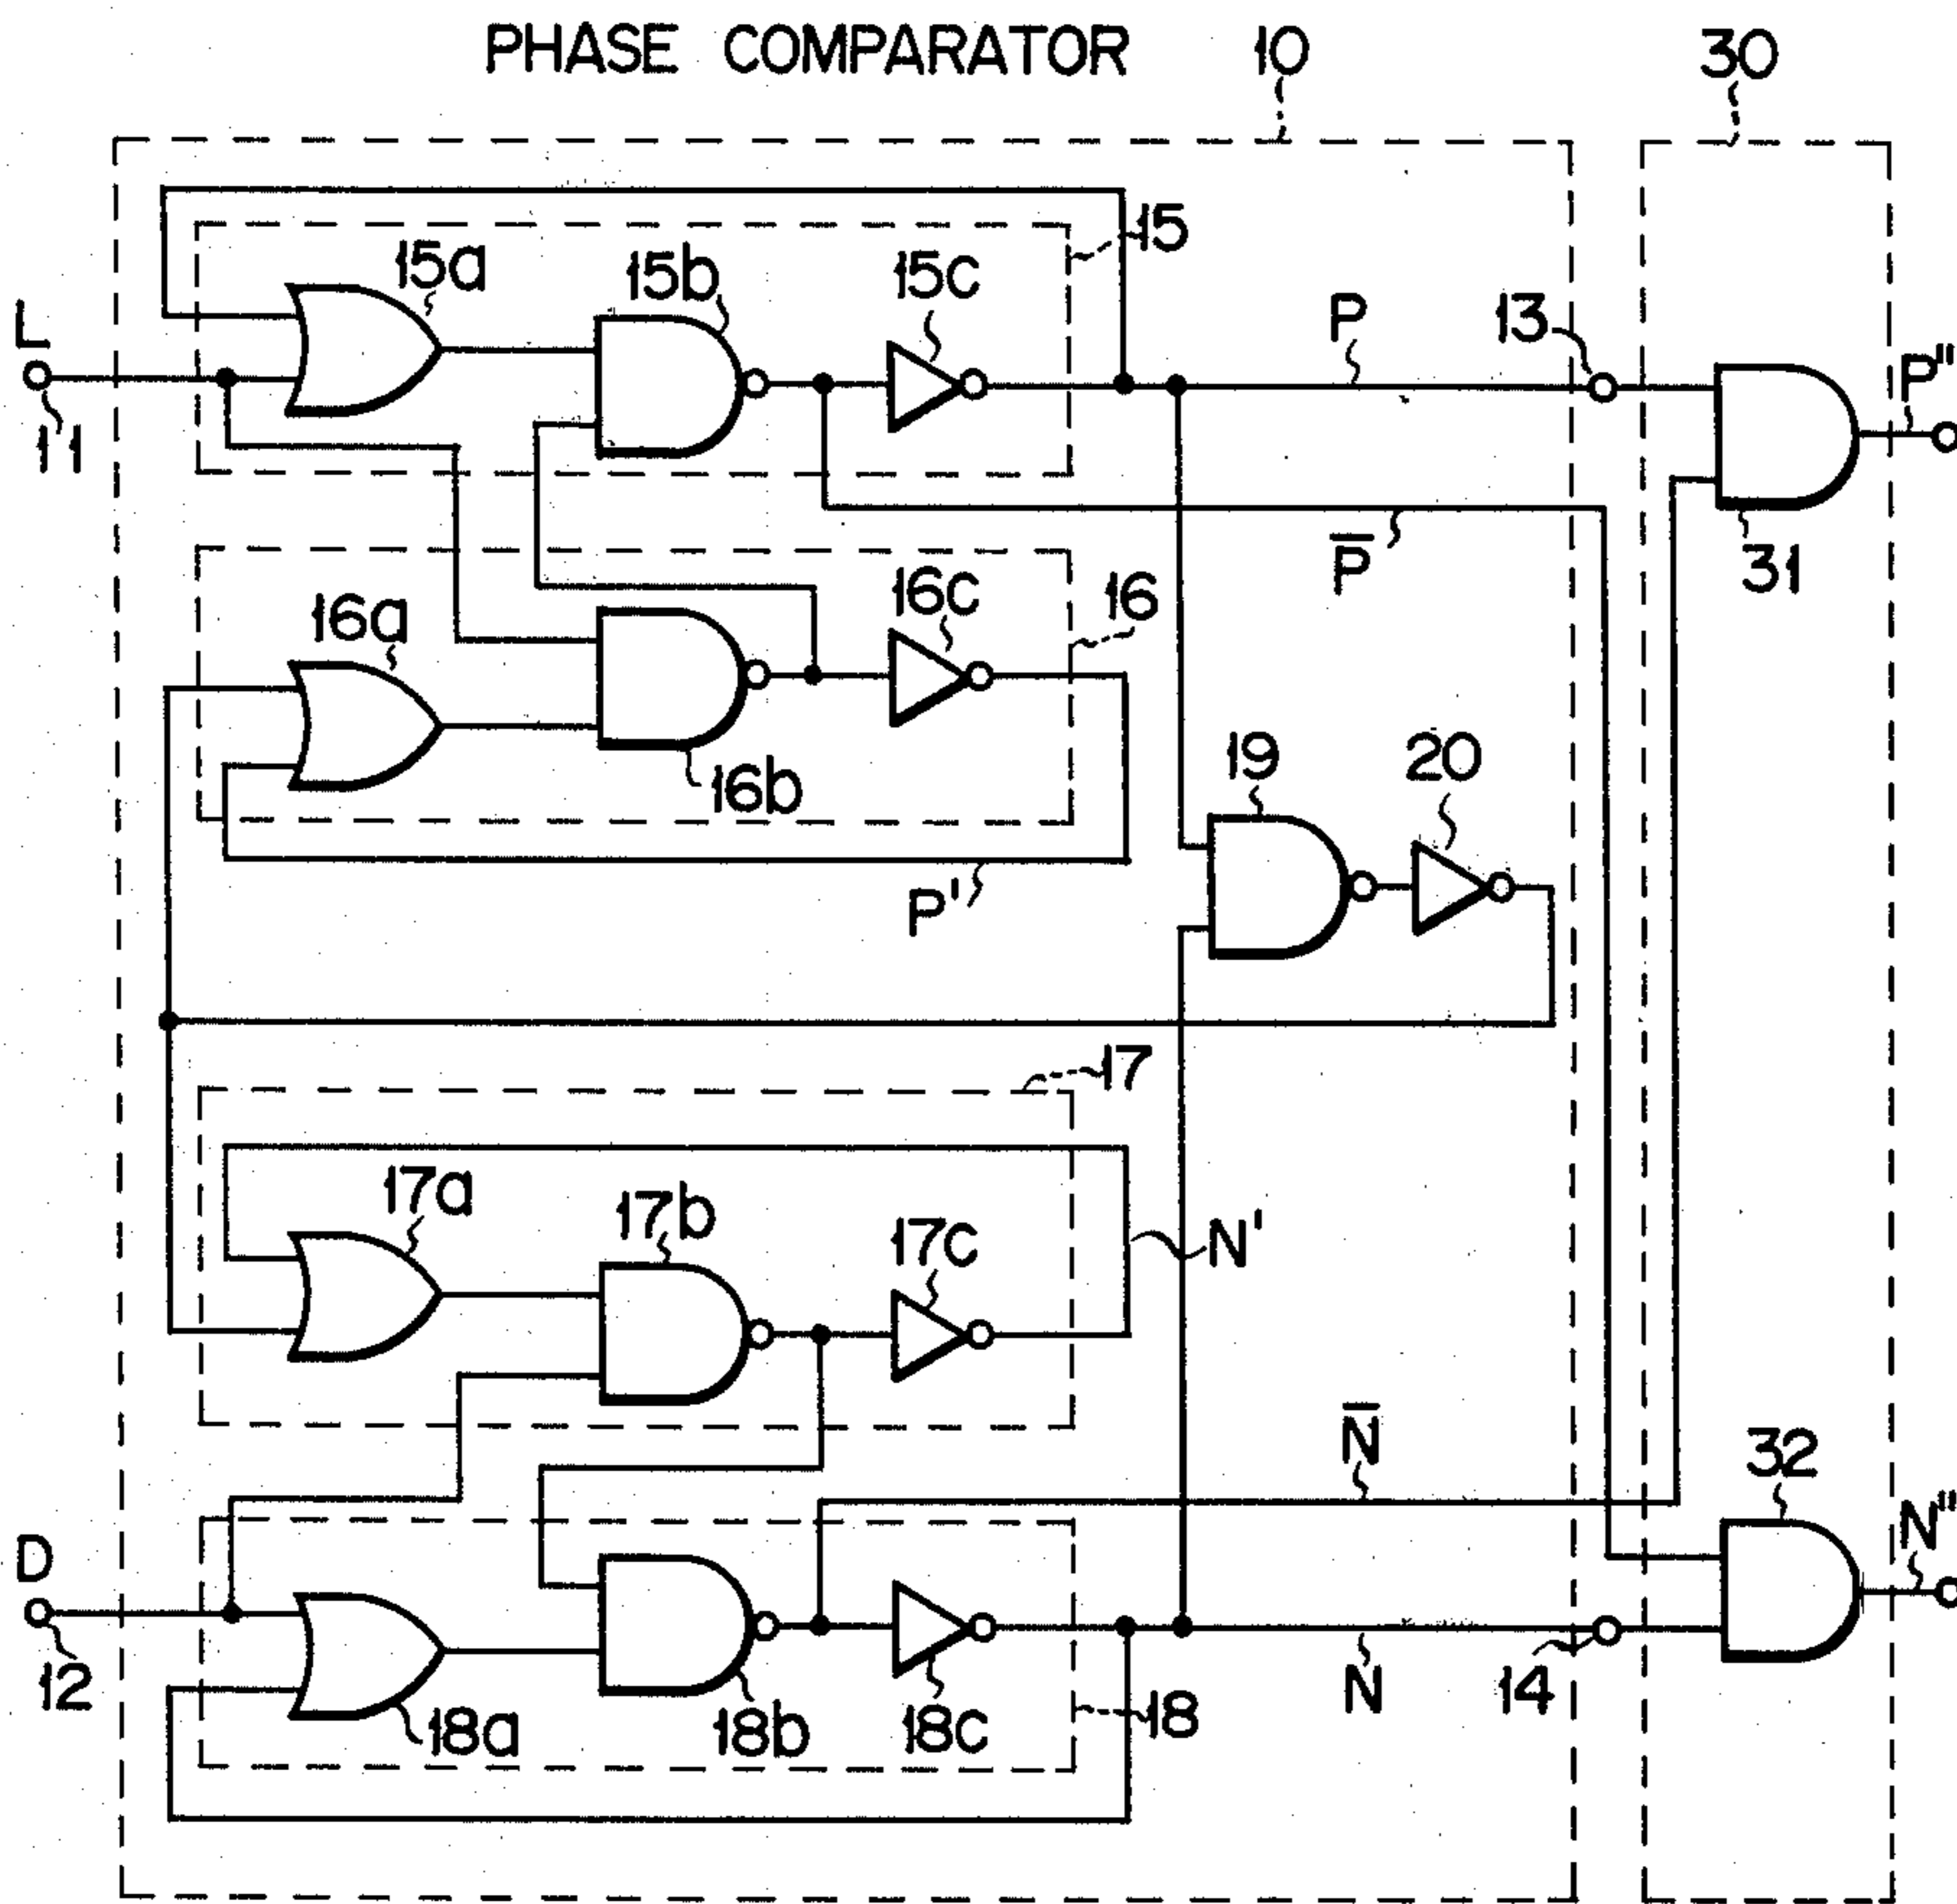 PHASE COMPARATOR 10 30
15
15a 15b 15c
L P 13 P"
11
P̅ 31
16a 16c 16
16b 19 20
P'
17
17a 17b 17c N'
N̅ 32
D N"
12 18a 18b 18c 18 N 14